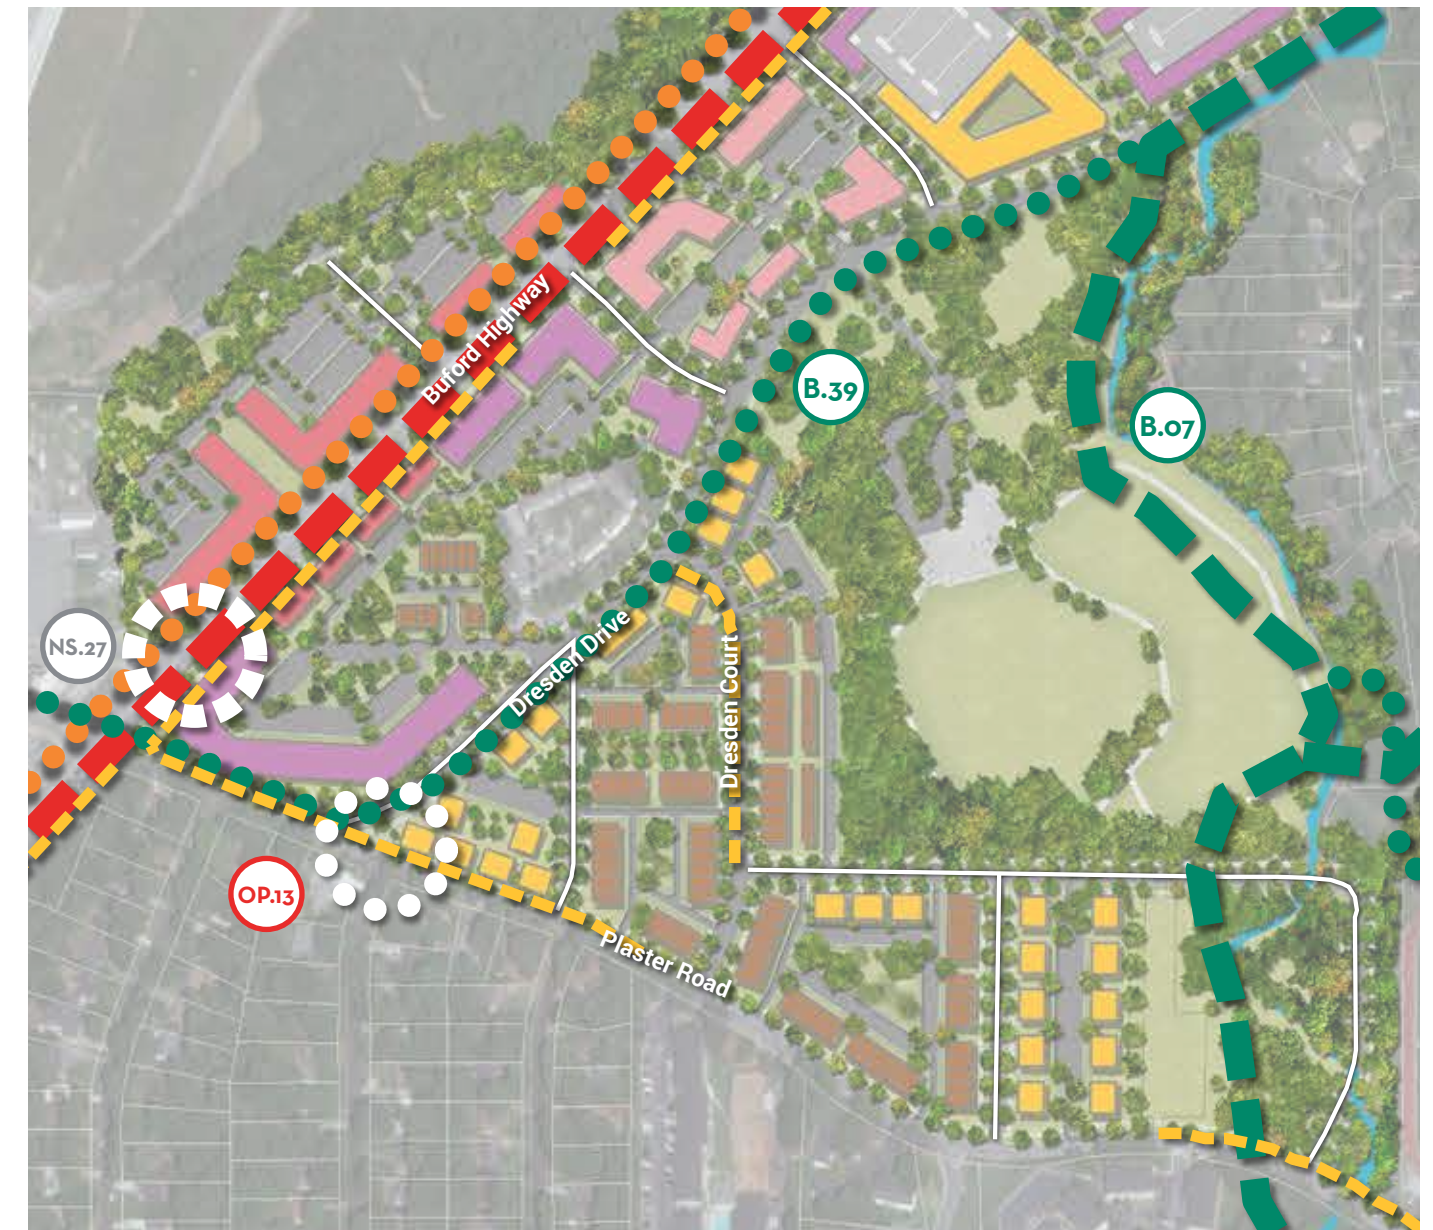 Buford Highway
B.39
B.07
NS.27
Dresden Drive
Dresden Court
OP.13
Plaster Road